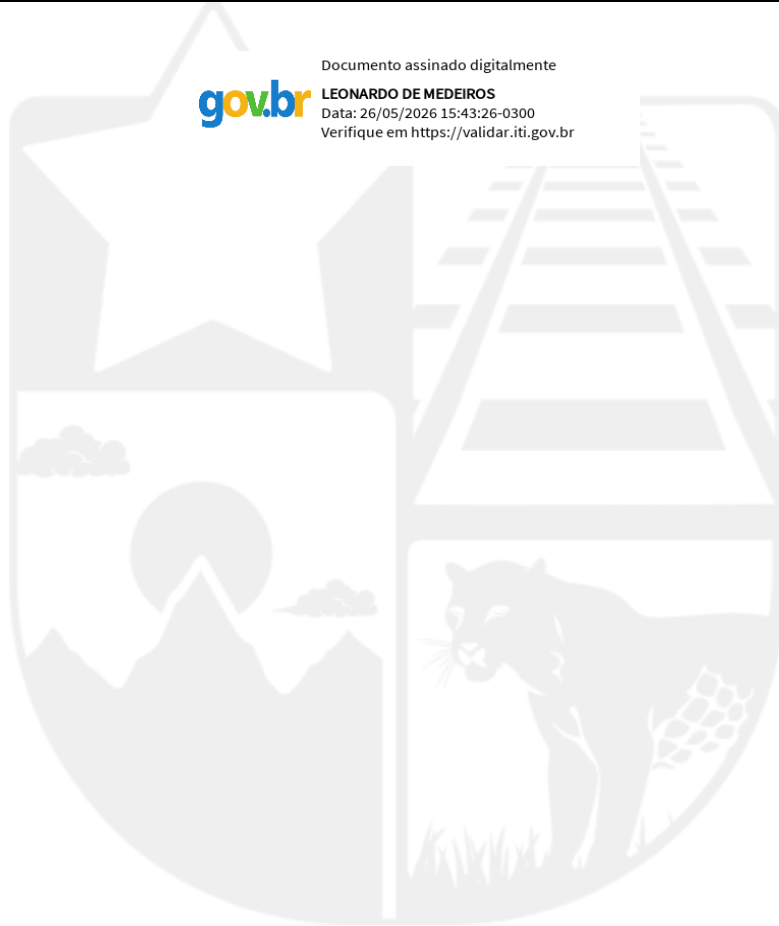 gov.br
Documento assinado digitalmente
LEONARDO DE MEDEIROS
Data: 26/05/2026 15:43:26-0300
Verifique em https://validar.iti.gov.br